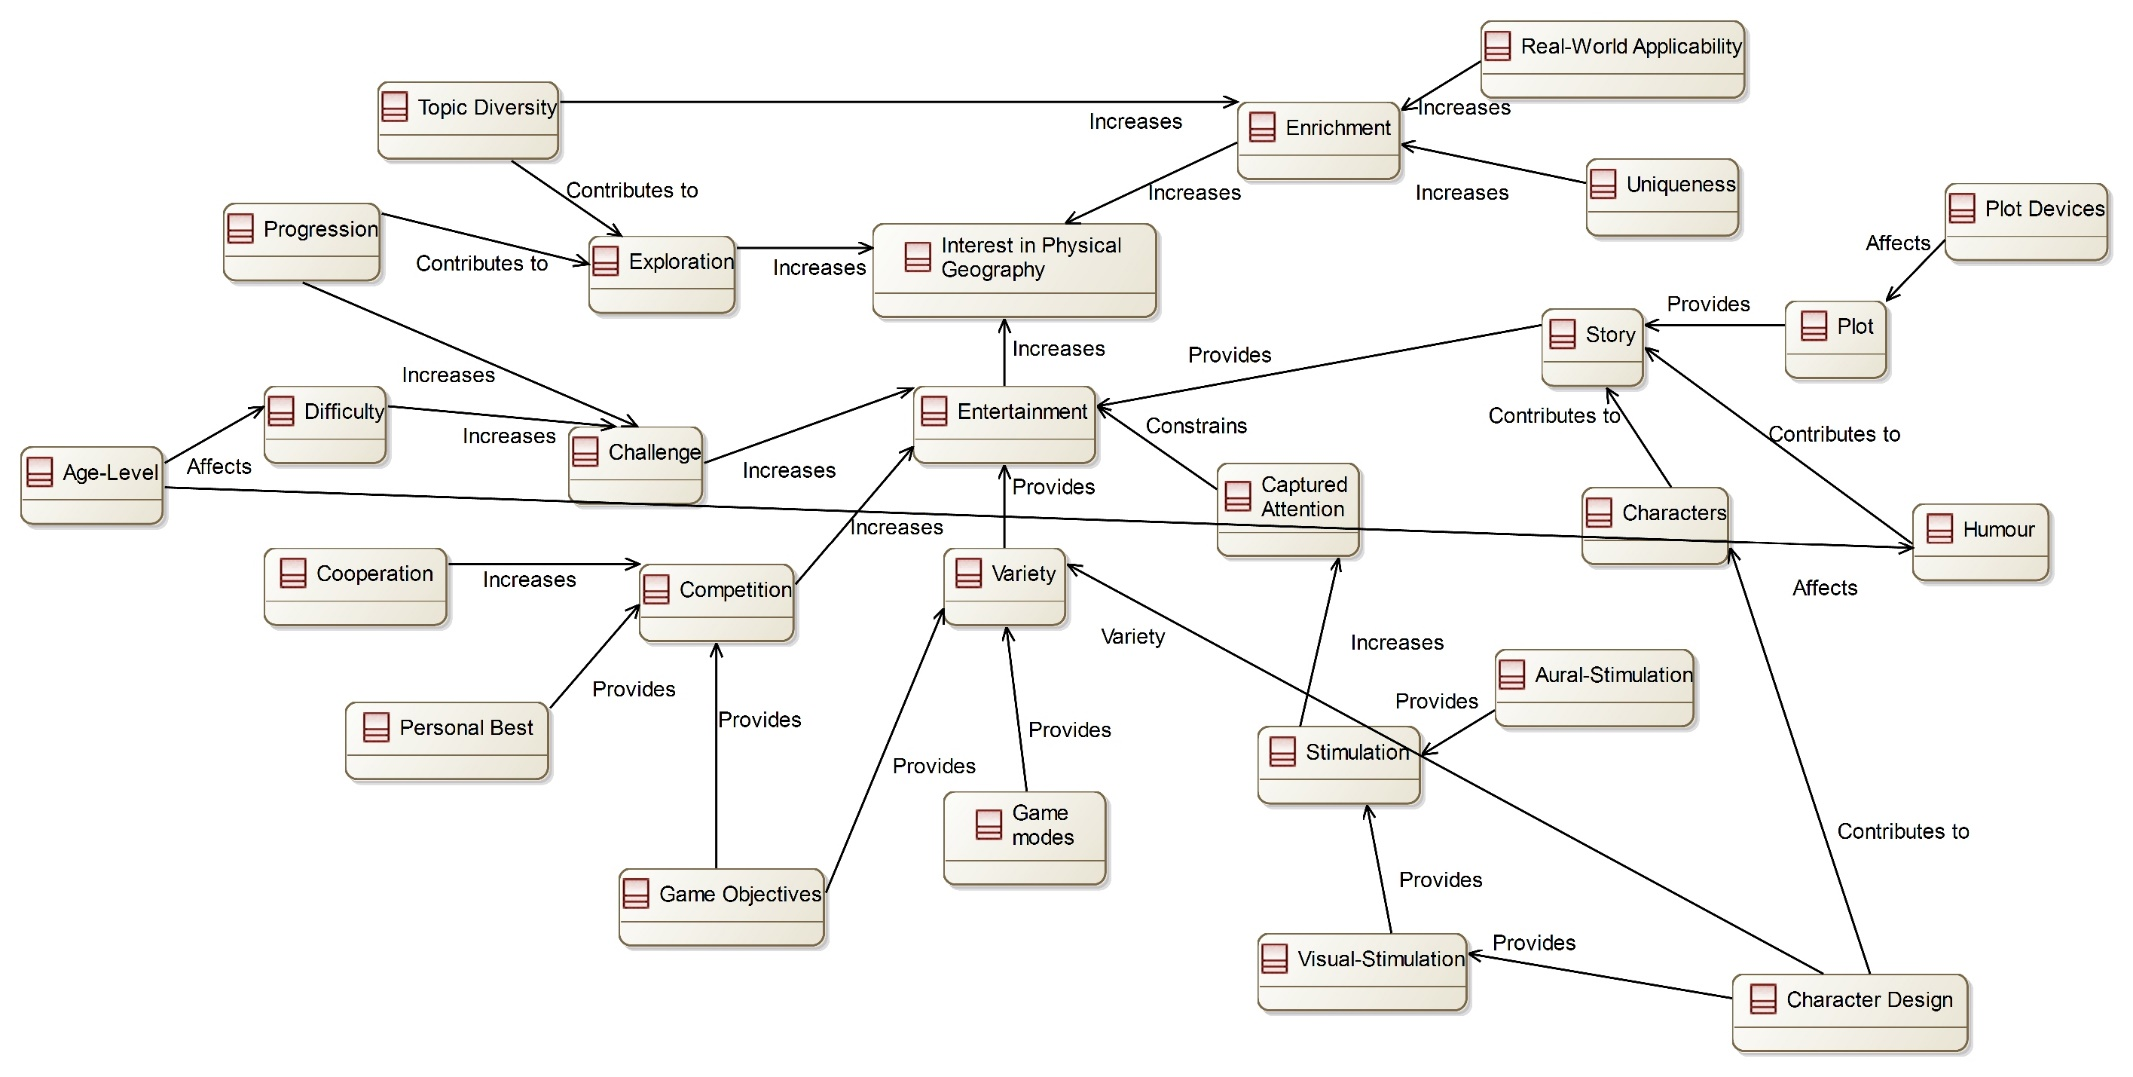 Real-World Applicability
Topic Diversity
Increases
Increases
Enrichment
Contributes to
Increases
Increases
Uniqueness
Plot Devices
Progression
Contributes to
Exploration
Increases
Interest in Physical
Geography
Affects
Provides
Plot
Story
Increases
Provides
Increases
Difficulty
Increases
Entertainment
Constrains
Contributes to
Contributes to
Age-Level
Affects
Challenge
Increases
Provides
Captured
Attention
Characters
Humour
Increases
Cooperation
Increases
Competition
Variety
Affects
Variety
Increases
Personal Best
Provides
Provides
Provides
Provides
Provides
Aural-Stimulation
Stimulation
Game
modes
Contributes to
Game Objectives
Provides
Visual-Stimulation
Provides
Character Design